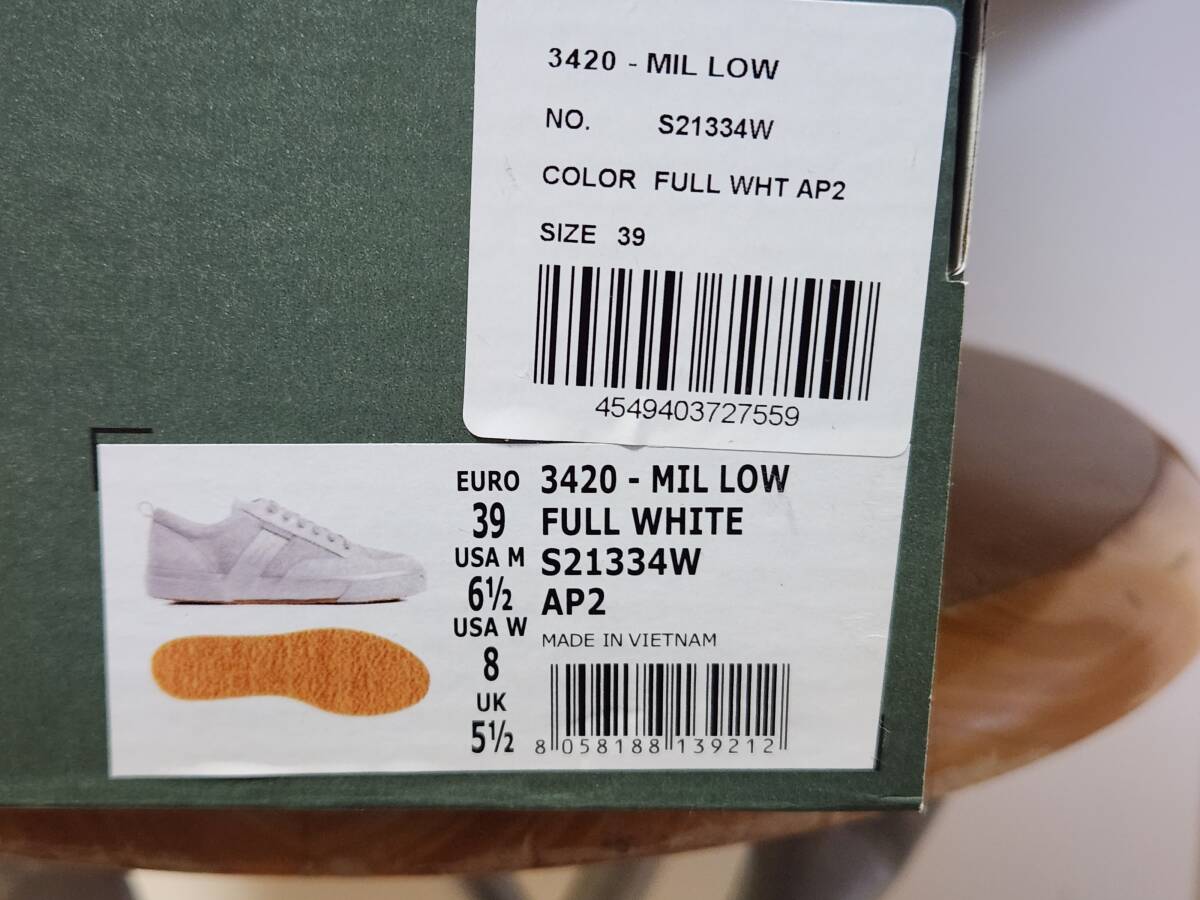 3420 - MIL LOW
NO. S21334W
COLOR FULL WHT AP2
SIZE 39
4549403727559
EURO
39
USA M
6½
USA W
8
UK
5½
3420 - MIL LOW
FULL WHITE
S21334W
AP2
MADE IN VIETNAM
8 058188 139212